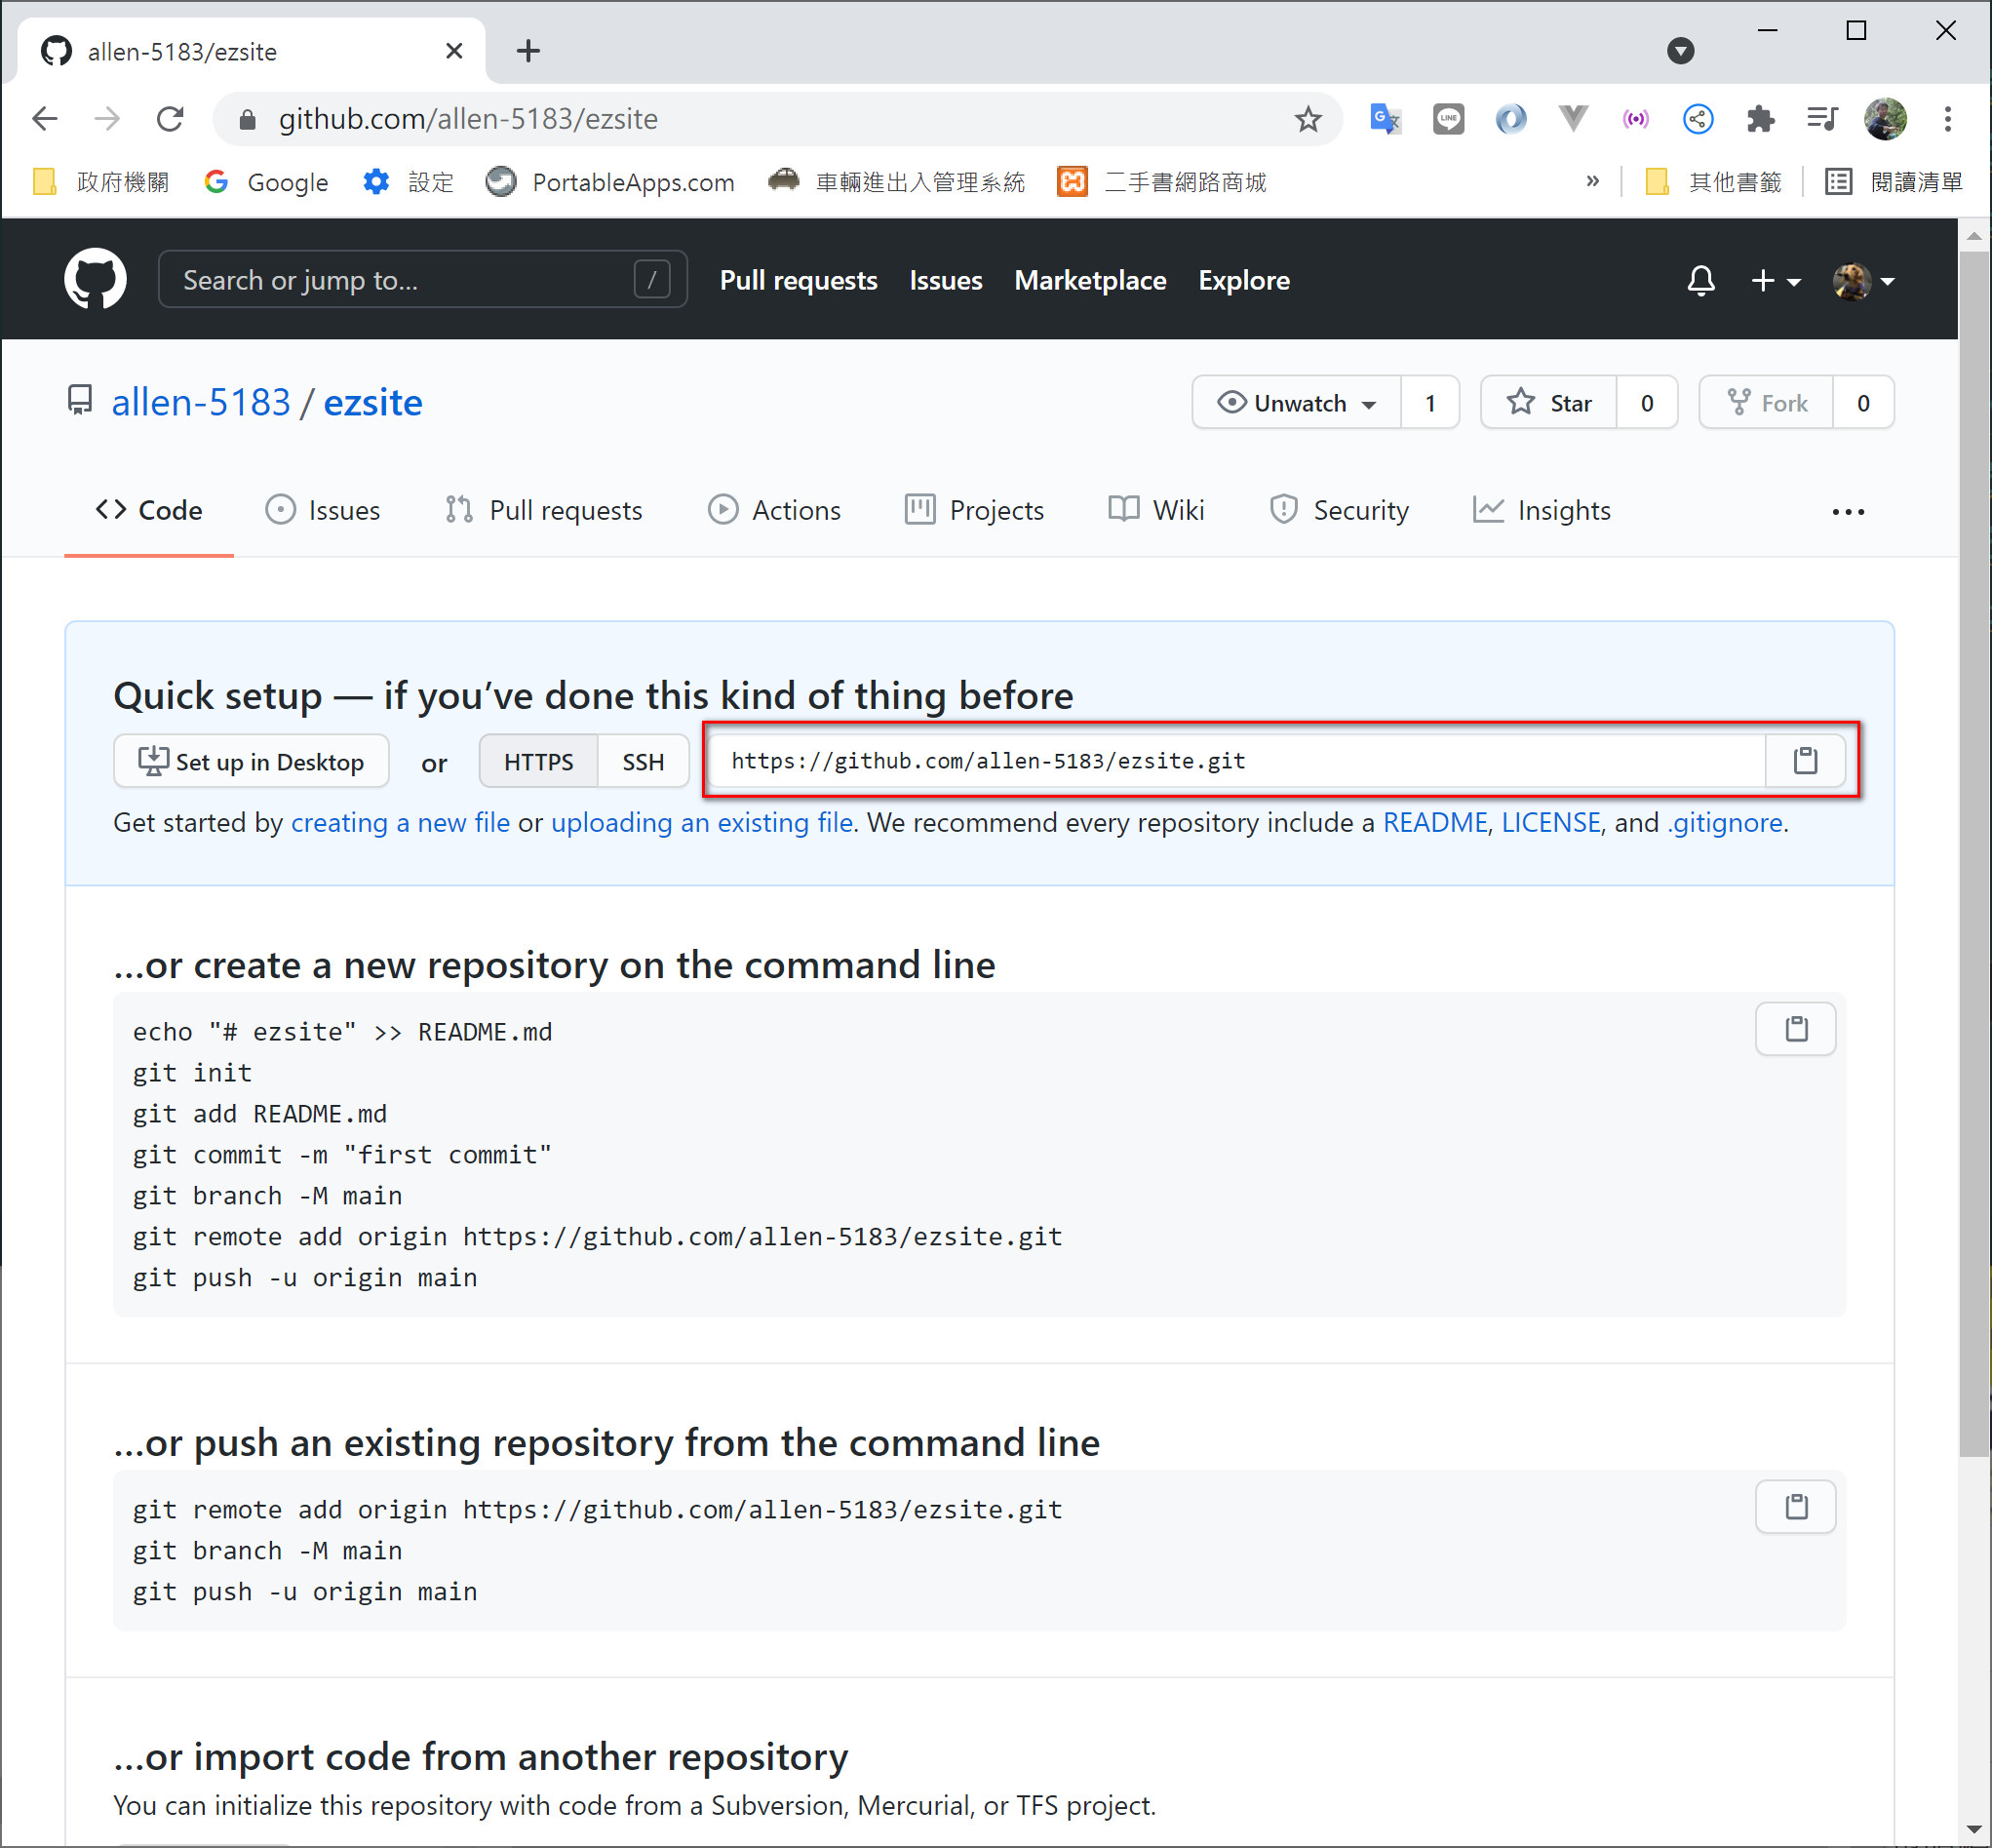 allen-5183/ezsite
github.com/allen-5183/ezsite
政府機關 Google 設定 PortableApps.com 車輛進出入管理系統 二手書網路商城 » 其他書籤 閱讀清單
Search or jump to... / Pull requests Issues Marketplace Explore
allen-5183 / ezsite Unwatch 1 Star 0 Fork 0
Code Issues Pull requests Actions Projects Wiki Security Insights ...
Quick setup — if you’ve done this kind of thing before
Set up in Desktop or HTTPS SSH https://github.com/allen-5183/ezsite.git
Get started by creating a new file or uploading an existing file. We recommend every repository include a README, LICENSE, and .gitignore.
…or create a new repository on the command line
echo "# ezsite" >> README.md
git init
git add README.md
git commit -m "first commit"
git branch -M main
git remote add origin https://github.com/allen-5183/ezsite.git
git push -u origin main
…or push an existing repository from the command line
git remote add origin https://github.com/allen-5183/ezsite.git
git branch -M main
git push -u origin main
…or import code from another repository
You can initialize this repository with code from a Subversion, Mercurial, or TFS project.